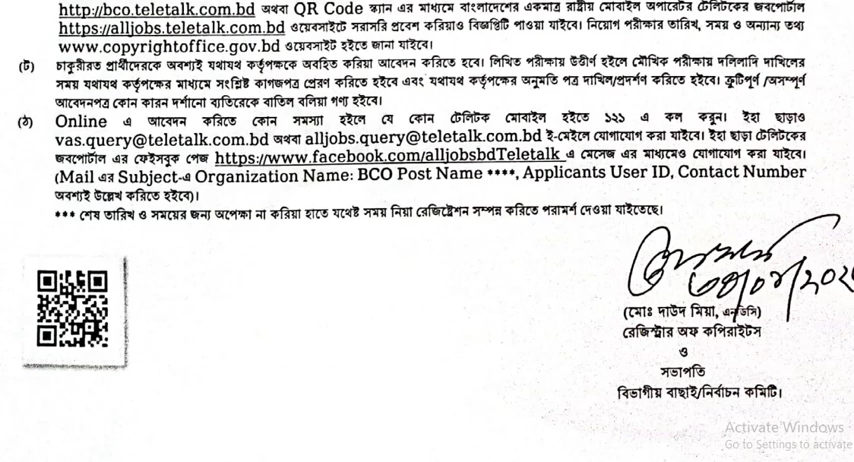 http://bco.teletalk.com.bd অথবা QR Code স্ক্যান এর মাধ্যমে বাংলাদেশের একমাত্র রাষ্ট্রীয় মোবাইল অপারেটর টেলিটকের জবপোর্টাল
https://alljobs.teletalk.com.bd ওয়েবসাইটে সরাসরি প্রবেশ করিয়াও বিজ্ঞপ্তিটি পাওয়া যাইবে। নিয়োগ পরীক্ষার তারিখ, সময় ও অন্যান্য তথ্য
www.copyrightoffice.gov.bd ওয়েবসাইট হইতে জানা যাইবে।
(ট) চাকুরীরত প্রার্থীদেরকে অবশ্যই যথাযথ কর্তৃপক্ষকে অবহিত করিয়া আবেদন করিতে হবে। লিখিত পরীক্ষায় উত্তীর্ণ হইলে মৌখিক পরীক্ষায় দলিলাদি দাখিলের
সময় যথাযথ কর্তৃপক্ষের মাধ্যমে সংশ্লিষ্ট কাগজপত্র প্রেরণ করিতে হইবে এবং যথাযথ কর্তৃপক্ষের অনুমতি পত্র দাখিল/প্রদর্শন করিতে হইবে। ত্রুটিপূর্ণ /অসম্পূর্ণ
আবেদনপত্র কোন কারন দর্শানো ব্যতিরেকে বাতিল বলিয়া গণ্য হইবে।
(ঠ) Online এ আবেদন করিতে কোন সমস্যা হইলে যে কোন টেলিটক মোবাইল হইতে ১২১ এ কল করুন। ইহা ছাড়াও
vas.query@teletalk.com.bd অথবা alljobs.query@teletalk.com.bd ই-মেইলে যোগাযোগ করা যাইবে। ইহা ছাড়া টেলিটকের
জবপোর্টাল এর ফেইসবুক পেজ https://www.facebook.com/alljobsbdTeletalk এ মেসেজ এর মাধ্যমেও যোগাযোগ করা যাইবে।
(Mail এর Subject-এ Organization Name: BCO Post Name ****, Applicants User ID, Contact Number
অবশ্যই উল্লেখ করিতে হইবে)।
*** শেষ তারিখ ও সময়ের জন্য অপেক্ষা না করিয়া হাতে যথেষ্ট সময় নিয়া রেজিষ্ট্রেশন সম্পন্ন করিতে পরামর্শ দেওয়া যাইতেছে।
(মোঃ দাউদ মিয়া, এনডিসি)
রেজিস্ট্রার অফ কপিরাইটস
ও
সভাপতি
বিভাগীয় বাছাই/নির্বাচন কমিটি।
Activate Windows
Go to Settings to activate